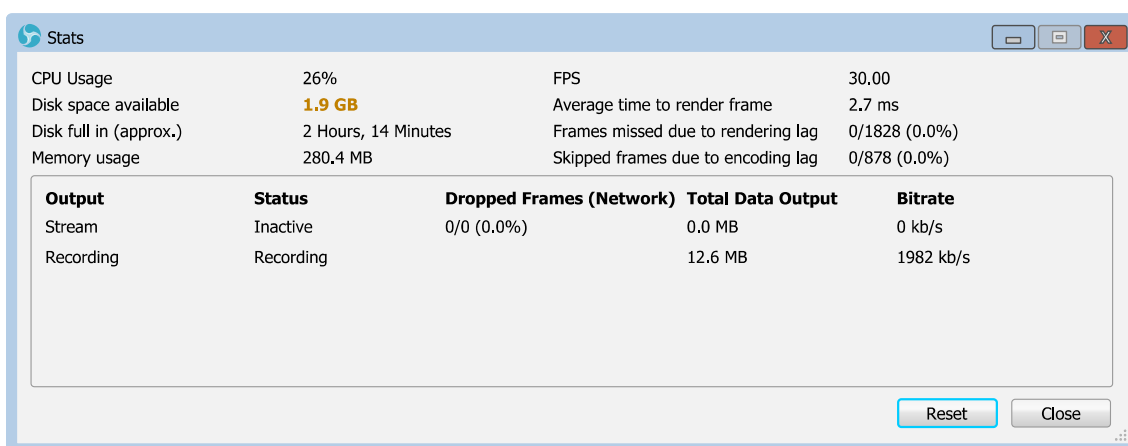 Stats
CPU Usage 26% FPS 30.00
Disk space available 1.9 GB Average time to render frame 2.7 ms
Disk full in (approx.) 2 Hours, 14 Minutes Frames missed due to rendering lag 0/1828 (0.0%)
Memory usage 280.4 MB Skipped frames due to encoding lag 0/878 (0.0%)
Output Status Dropped Frames (Network) Total Data Output Bitrate
Stream Inactive 0/0 (0.0%) 0.0 MB 0 kb/s
Recording Recording 12.6 MB 1982 kb/s
Reset Close